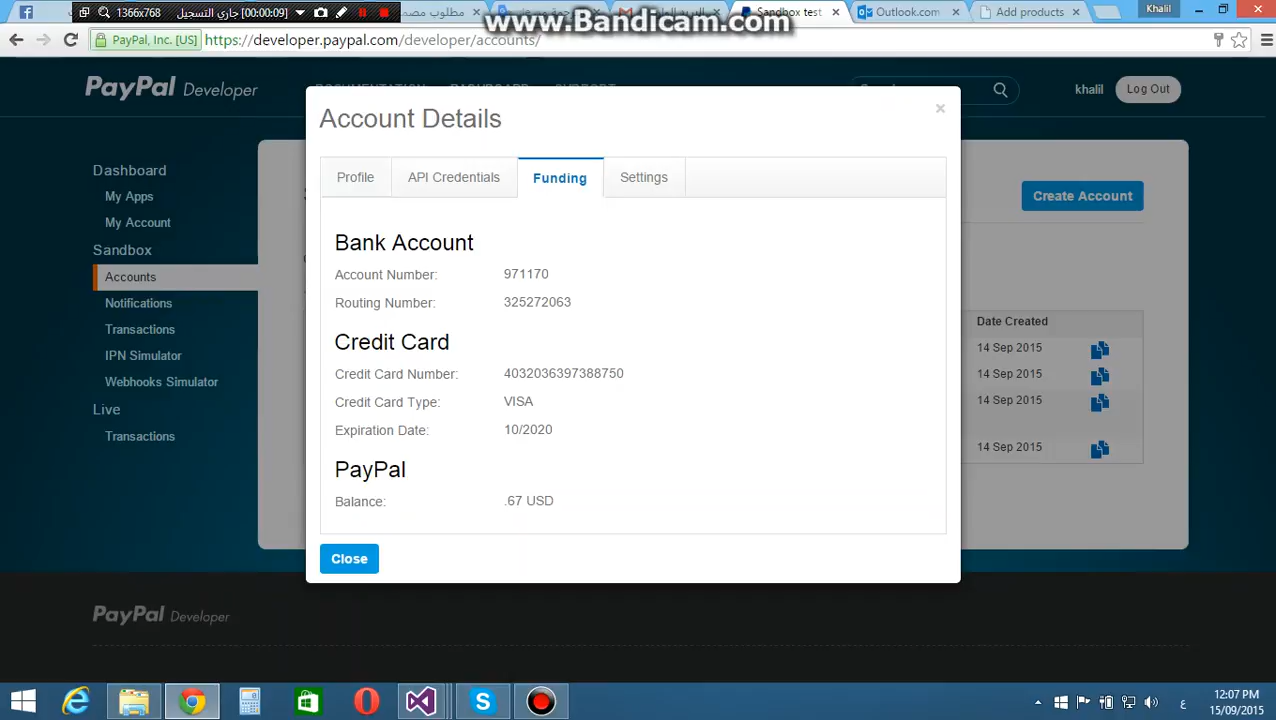 1366x768 [00:00:09] جاري التسجيل
مطلوب مصم
Sandbox test
Outlook.com
Add products
Khalil
www.Bandicam.com
PayPal, Inc. [US] https://developer.paypal.com/developer/accounts/
PayPal Developer
khalil
Log Out
Account Details
Profile
API Credentials
Funding
Settings
Dashboard
My Apps
My Account
Sandbox
Accounts
Notifications
Transactions
IPN Simulator
Webhooks Simulator
Live
Transactions
Create Account
Bank Account
Account Number: 971170
Routing Number: 325272063
Credit Card
Credit Card Number: 4032036397388750
Credit Card Type: VISA
Expiration Date: 10/2020
PayPal
Balance: .67 USD
Close
Date Created
14 Sep 2015
14 Sep 2015
14 Sep 2015
14 Sep 2015
PayPal Developer
ع
12:07 PM
15/09/2015